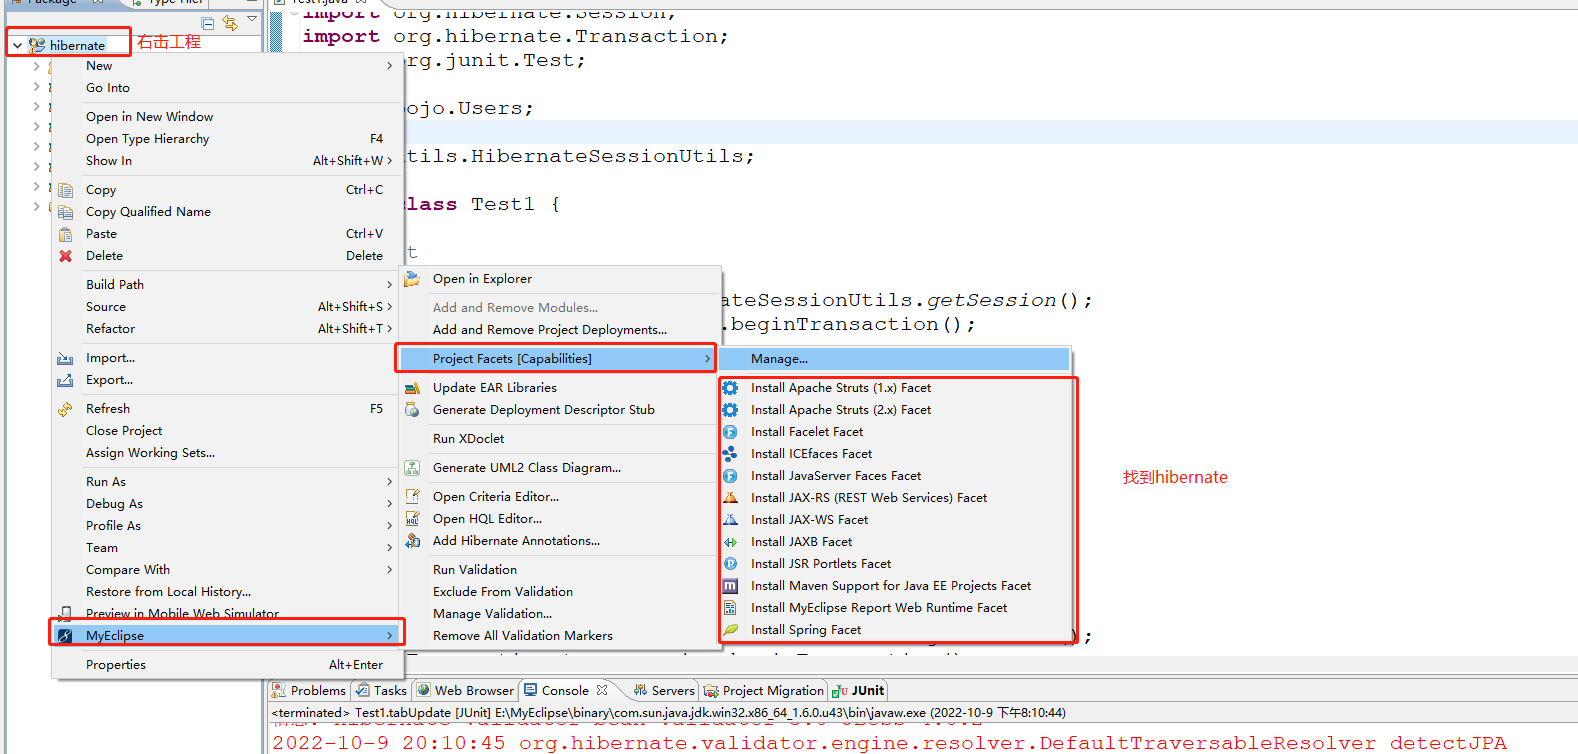 Package
Type Hier
Test1.java
hibernate
右击工程
import org.hibernate.Session;
import org.hibernate.Transaction;
rg.junit.Test;
ojo.Users;
tils.HibernateSessionUtils;
lass Test1 {
t
ateSessionUtils.getSession();
.beginTransaction();
New
Go Into
Open in New Window
Open Type Hierarchy F4
Show In Alt+Shift+W
Copy Ctrl+C
Copy Qualified Name
Paste Ctrl+V
Delete Delete
Build Path
Source Alt+Shift+S
Refactor Alt+Shift+T
Import...
Export...
Refresh F5
Close Project
Assign Working Sets...
Run As
Debug As
Profile As
Team
Compare With
Restore from Local History...
Preview in Mobile Web Simulator
MyEclipse
Properties Alt+Enter
Open in Explorer
Add and Remove Modules...
Add and Remove Project Deployments...
Project Facets [Capabilities]
Update EAR Libraries
Generate Deployment Descriptor Stub
Run XDoclet
Generate UML2 Class Diagram...
Open Criteria Editor...
Open HQL Editor...
Add Hibernate Annotations...
Run Validation
Exclude From Validation
Manage Validation...
Remove All Validation Markers
Manage...
Install Apache Struts (1.x) Facet
Install Apache Struts (2.x) Facet
Install Facelet Facet
Install ICEfaces Facet
Install JavaServer Faces Facet
Install JAX-RS (REST Web Services) Facet
Install JAX-WS Facet
Install JAXB Facet
Install JSR Portlets Facet
Install Maven Support for Java EE Projects Facet
Install MyEclipse Report Web Runtime Facet
Install Spring Facet
找到hibernate
);
Problems Tasks Web Browser Console Servers Project Migration JUnit
<terminated> Test1.tabUpdate [JUnit] E:\MyEclipse\binary\com.sun.java.jdk.win32.x86_64_1.6.0.u43\bin\javaw.exe (2022-10-9 下午8:10:44)
2022-10-9 20:10:45 org.hibernate.validator.engine.resolver.DefaultTraversableResolver detectJPA